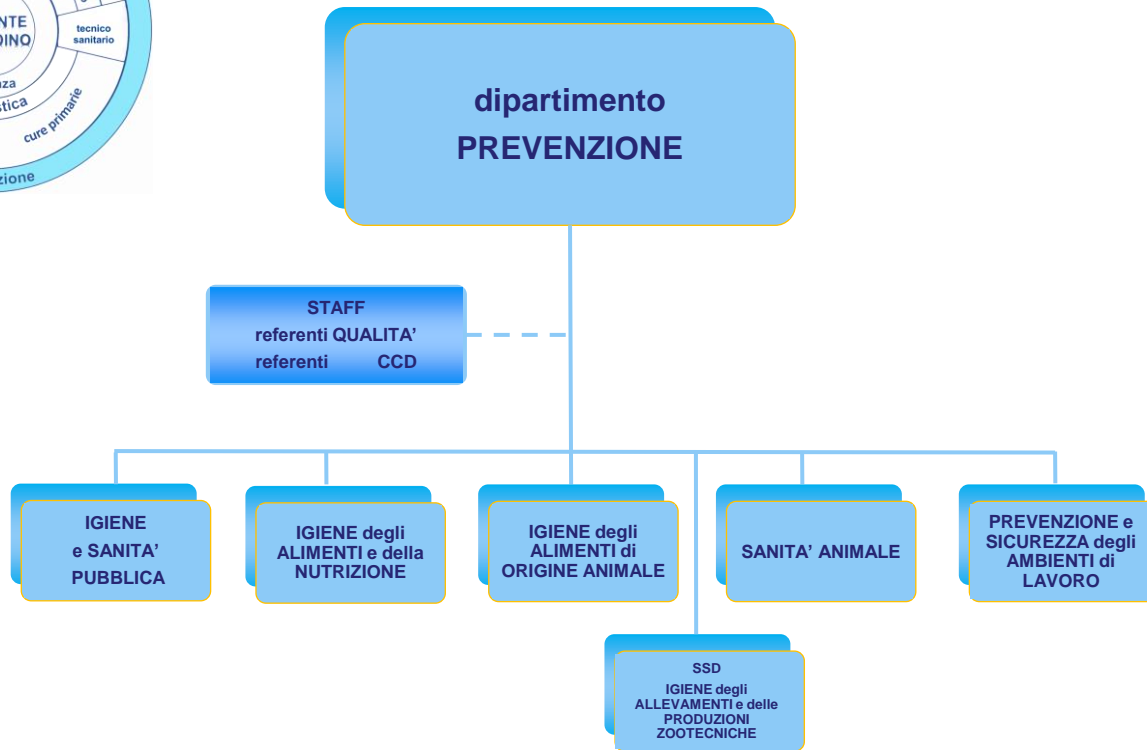 tecnico
sanitario
cure primarie
dipartimento
PREVENZIONE
STAFF
referenti QUALITA'
referenti CCD
IGIENE
e SANITA'
PUBBLICA
IGIENE degli
ALIMENTI e della
NUTRIZIONE
IGIENE degli
ALIMENTI di
ORIGINE ANIMALE
SANITA' ANIMALE
PREVENZIONE e
SICUREZZA degli
AMBIENTI di
LAVORO
SSD
IGIENE degli
ALLEVAMENTI e delle
PRODUZIONI
ZOOTECNICHE